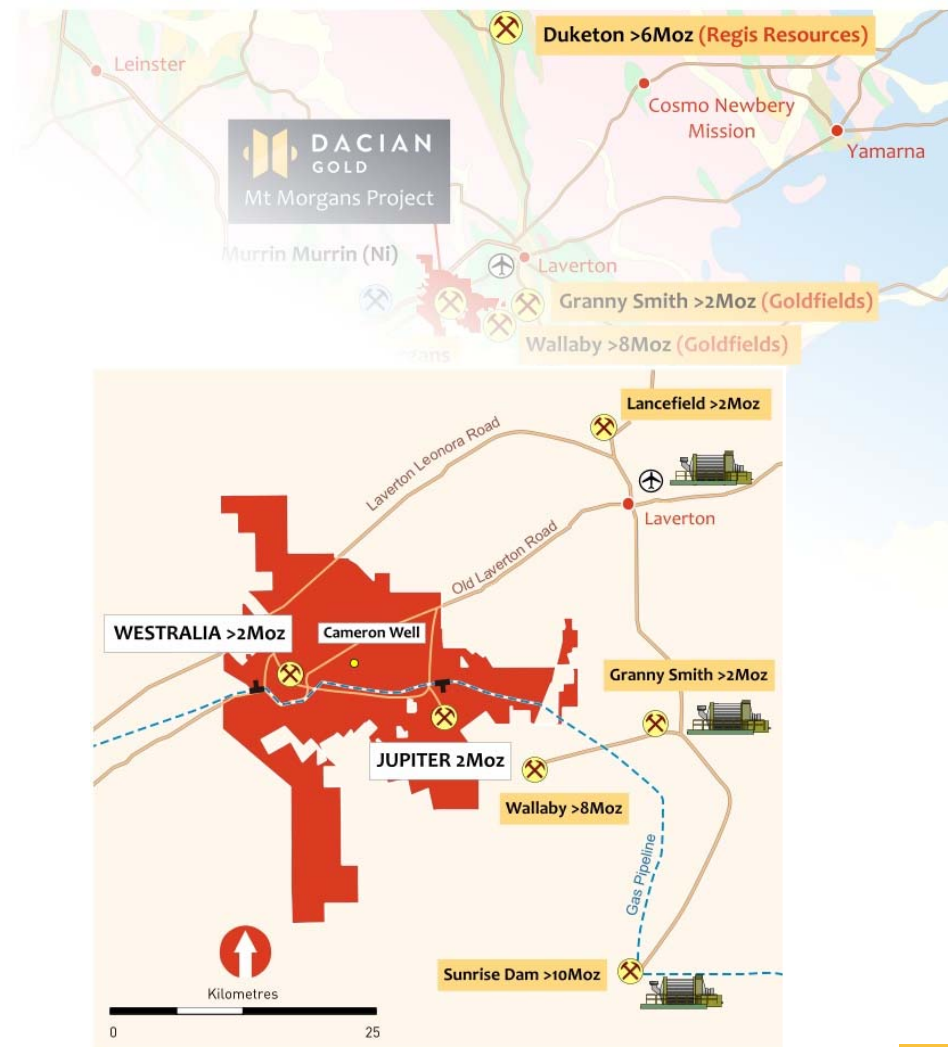 Duketon >6Moz (Regis Resources)
Leinster
Cosmo Newbery
Mission
Yamarna
DACIAN
GOLD
Mt Morgans Project
Murrin Murrin (Ni)
Laverton
Granny Smith >2Moz (Goldfields)
Wallaby >8Moz (Goldfields)
Lancefield >2Moz
Laverton Leonora Road
Laverton
Old Laverton Road
WESTRALIA >2Moz
Cameron Well
Granny Smith >2Moz
JUPITER 2Moz
Wallaby >8Moz
Gas Pipeline
Sunrise Dam >10Moz
Kilometres
0
25